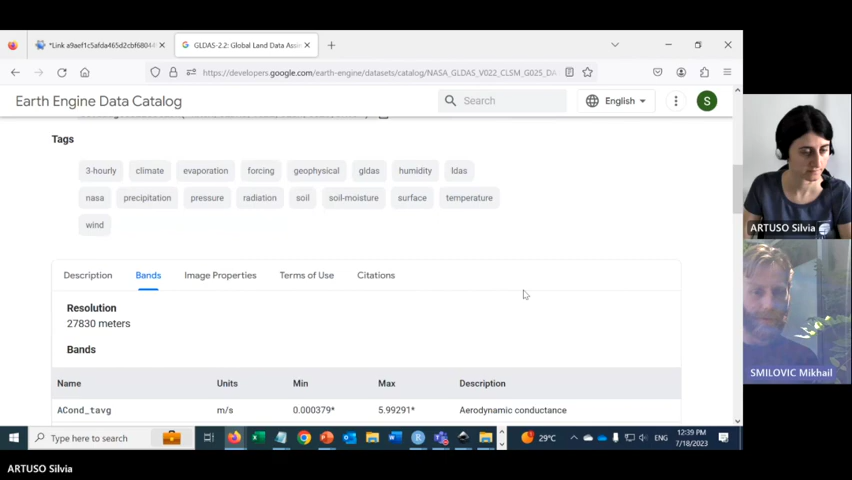 *Link a9aef1c5afda465d2cbf6804
GLDAS-2.2: Global Land Data Assi
https://developers.google.com/earth-engine/datasets/catalog/NASA_GLDAS_V022_CLSM_G025_DA
Earth Engine Data Catalog
Search
English
S
Tags
3-hourly
climate
evaporation
forcing
geophysical
gldas
humidity
ldas
nasa
precipitation
pressure
radiation
soil
soil-moisture
surface
temperature
wind
Description
Bands
Image Properties
Terms of Use
Citations
Resolution
27830 meters
Bands
Name Units Min Max Description
ACond_tavg m/s 0.000379* 5.99291* Aerodynamic conductance
Type here to search
29°C
ENG
12:39 PM
7/18/2023
ARTUSO Silvia
SMILOVIC Mikhail
ARTUSO Silvia